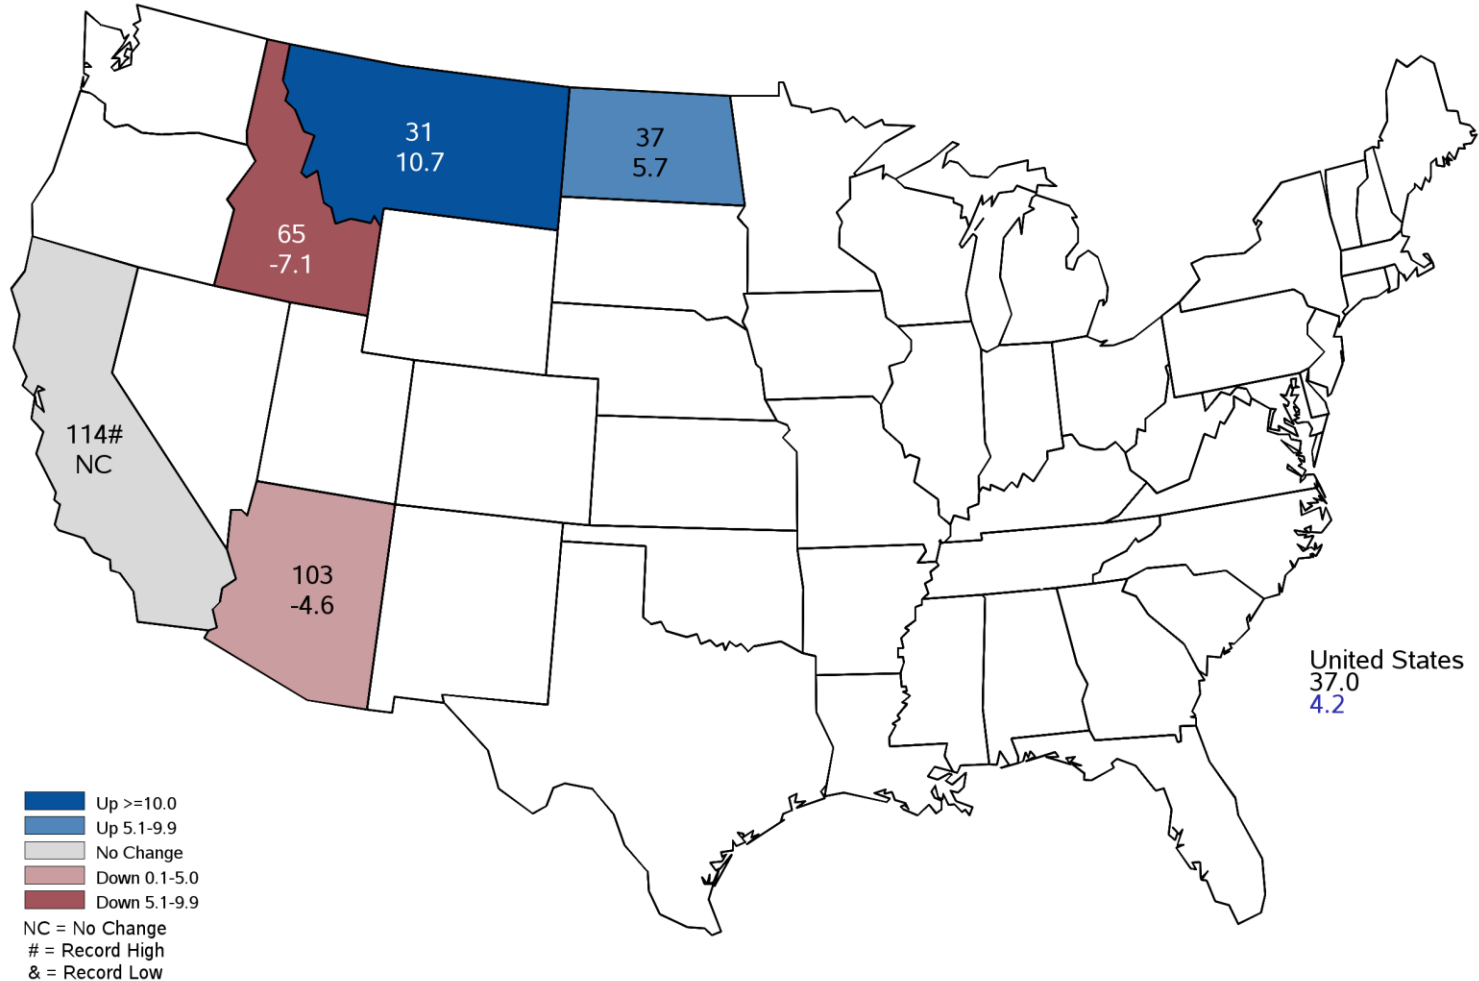 31
10.7
37
5.7
65
-7.1
114#
NC
103
-4.6
United States
37.0
4.2
Up >=10.0
Up 5.1-9.9
No Change
Down 0.1-5.0
Down 5.1-9.9
NC = No Change
# = Record High
& = Record Low